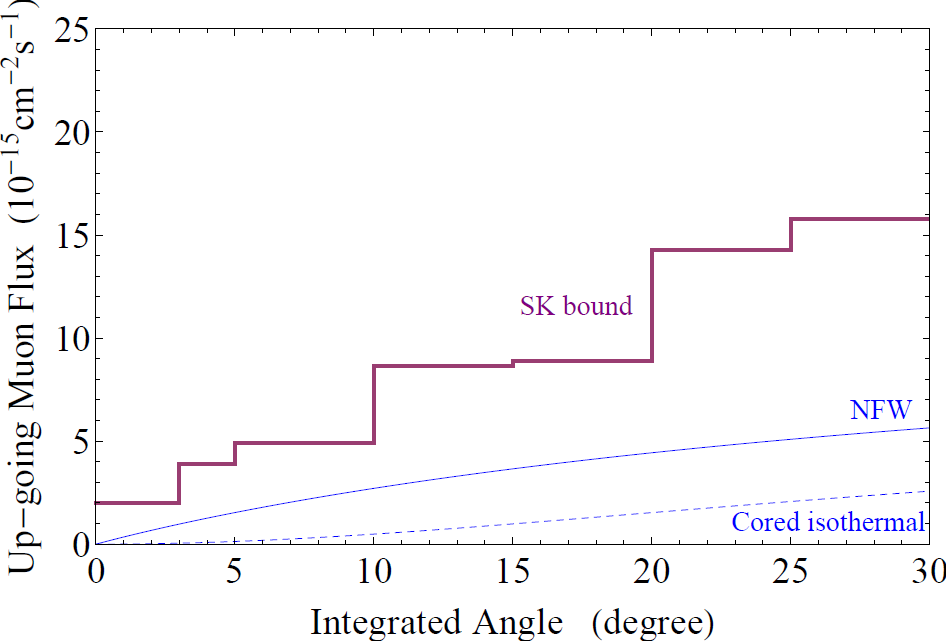 Up-going Muon Flux (10⁻¹⁵cm⁻²s⁻¹)
25
20
15
10
5
0
SK bound
NFW
Cored isothermal
0 5 10 15 20 25 30
Integrated Angle (degree)